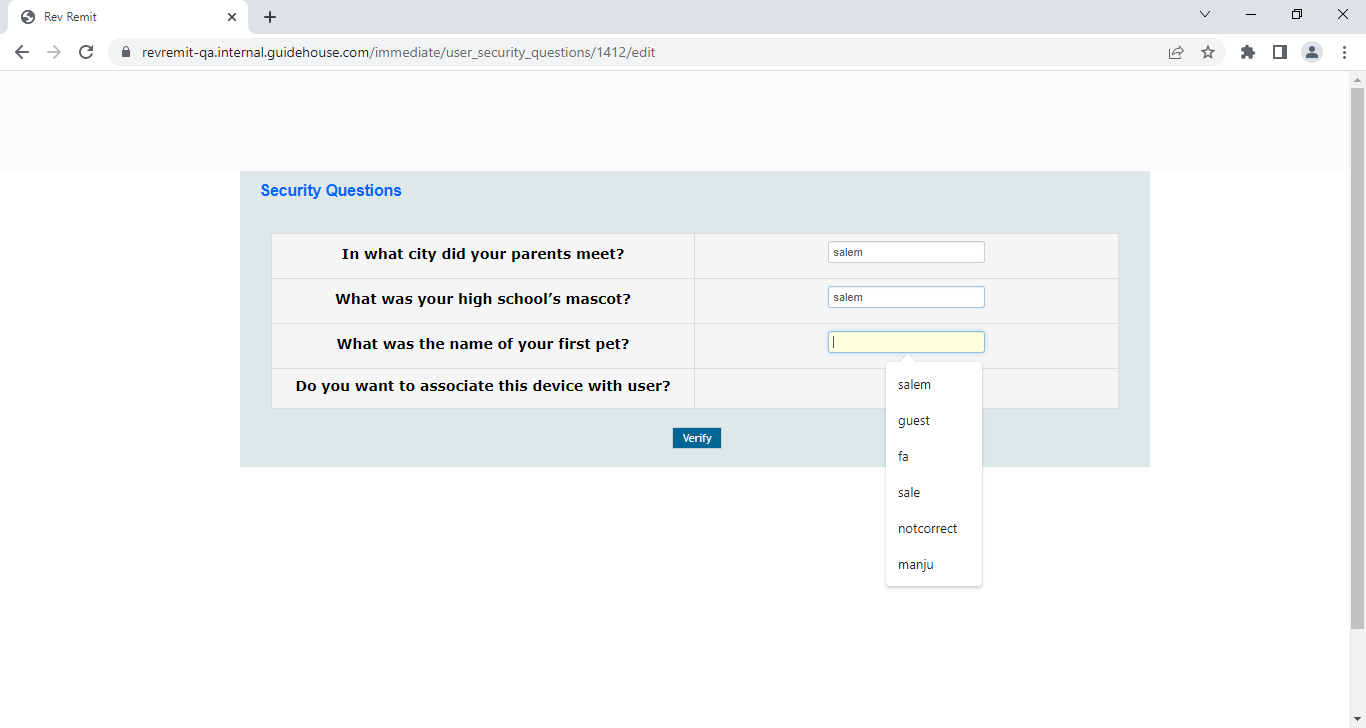 Rev Remit
revremit-qa.internal.guidehouse.com/immediate/user_security_questions/1412/edit
Security Questions
In what city did your parents meet? salem
What was your high school’s mascot? salem
What was the name of your first pet?
Do you want to associate this device with user?
Verify
salem
guest
fa
sale
notcorrect
manju